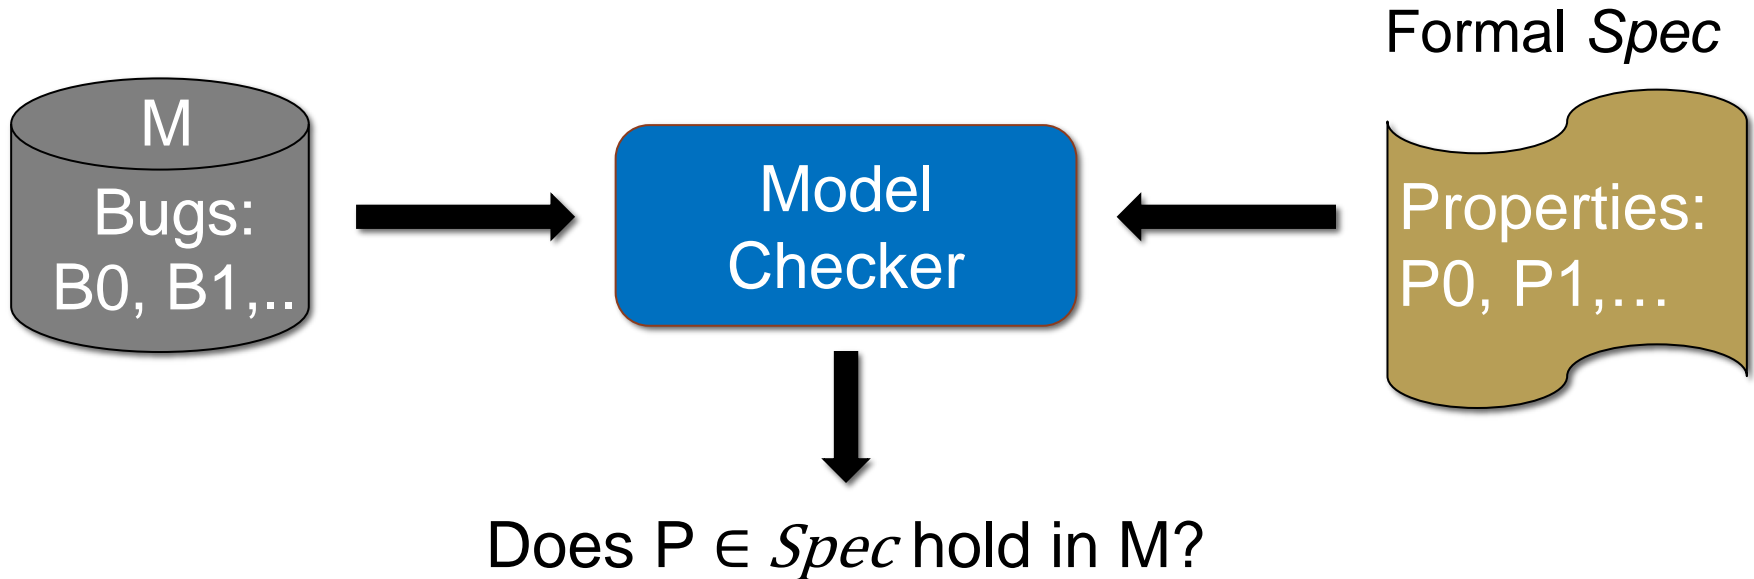 Formal Spec
M
Bugs:
B0, B1,..
Model
Checker
Properties:
P0, P1,...
Does P ∈ Spec hold in M?